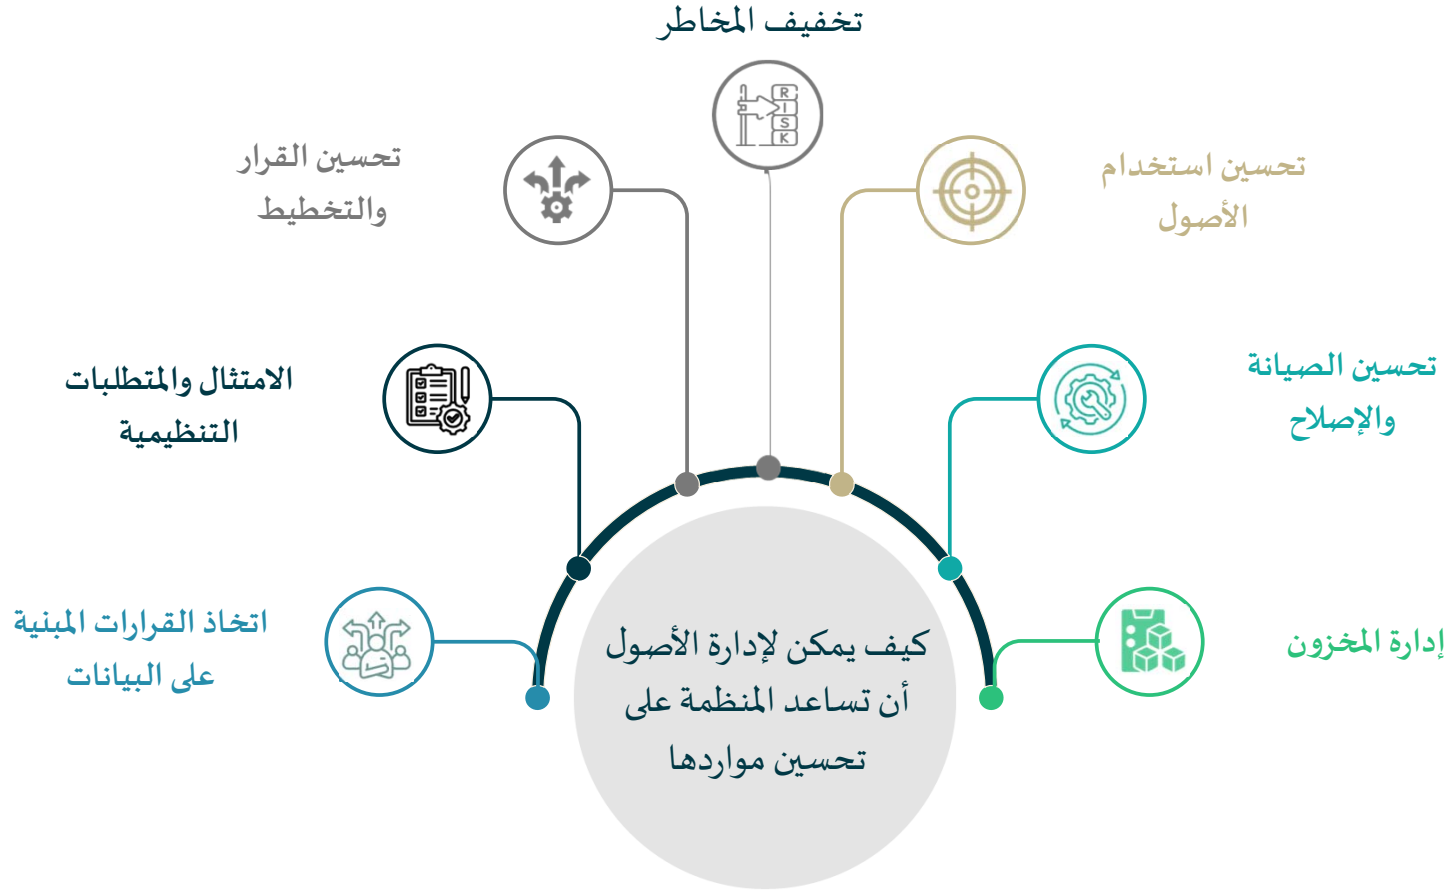 تخفيف المخاطر
RISK
تحسين استخدام
الأصول
تحسين القرار
والتخطيط
تحسين الصيانة
والإصلاح
الامتثال والمتطلبات
التنظيمية
إدارة المخزون
اتخاذ القرارات المبنية
على البيانات
كيف يمكن لإدارة الأصول
أن تساعد المنظمة على
تحسين مواردها